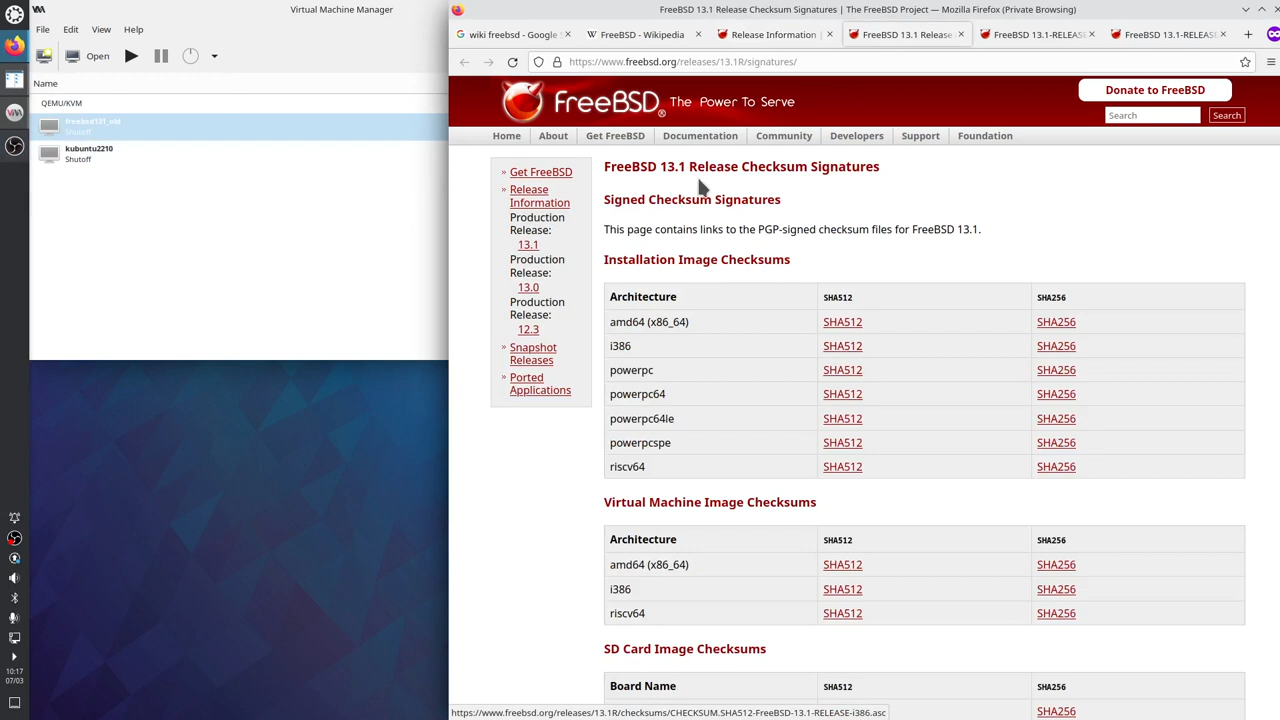 Virtual Machine Manager
File Edit View Help
Open
Name
QEMU/KVM
freebsd131_old
Shutoff
kubuntu2210
Shutoff
10:17
07/03
FreeBSD 13.1 Release Checksum Signatures | The FreeBSD Project — Mozilla Firefox (Private Browsing)
wiki freebsd - Google
FreeBSD - Wikipedia
Release Information |
FreeBSD 13.1 Release
FreeBSD 13.1-RELEASE
FreeBSD 13.1-RELEASE
https://www.freebsd.org/releases/13.1R/signatures/
FreeBSD® The Power To Serve
Donate to FreeBSD
Search Search
Home About Get FreeBSD Documentation Community Developers Support Foundation
» Get FreeBSD
» Release
Information
Production
Release:
13.1
Production
Release:
13.0
Production
Release:
12.3
» Snapshot
Releases
» Ported
Applications
FreeBSD 13.1 Release Checksum Signatures
Signed Checksum Signatures
This page contains links to the PGP-signed checksum files for FreeBSD 13.1.
Installation Image Checksums
Architecture SHA512 SHA256
amd64 (x86_64) SHA512 SHA256
i386 SHA512 SHA256
powerpc SHA512 SHA256
powerpc64 SHA512 SHA256
powerpc64le SHA512 SHA256
powerpcspe SHA512 SHA256
riscv64 SHA512 SHA256
Virtual Machine Image Checksums
Architecture SHA512 SHA256
amd64 (x86_64) SHA512 SHA256
i386 SHA512 SHA256
riscv64 SHA512 SHA256
SD Card Image Checksums
Board Name SHA512 SHA256
SHA256
https://www.freebsd.org/releases/13.1R/checksums/CHECKSUM.SHA512-FreeBSD-13.1-RELEASE-i386.asc